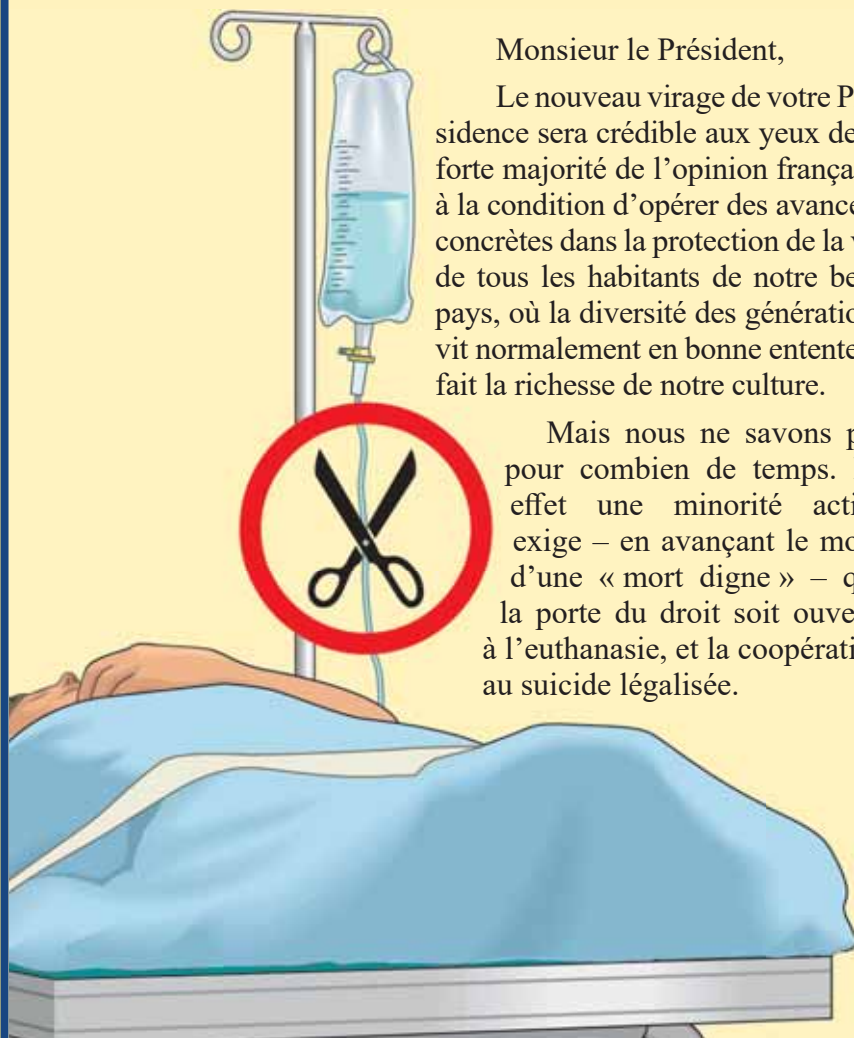 Monsieur le Président,
Le nouveau virage de votre P
sidence sera crédible aux yeux de
forte majorité de l’opinion frança
à la condition d’opérer des avance
concrètes dans la protection de la v
de tous les habitants de notre be
pays, où la diversité des génératio
vit normalement en bonne entente
fait la richesse de notre culture.
Mais nous ne savons p
pour combien de temps.
effet une minorité acti
exige – en avançant le mo
d’une « mort digne » – q
la porte du droit soit ouve
à l’euthanasie, et la coopérati
au suicide légalisée.